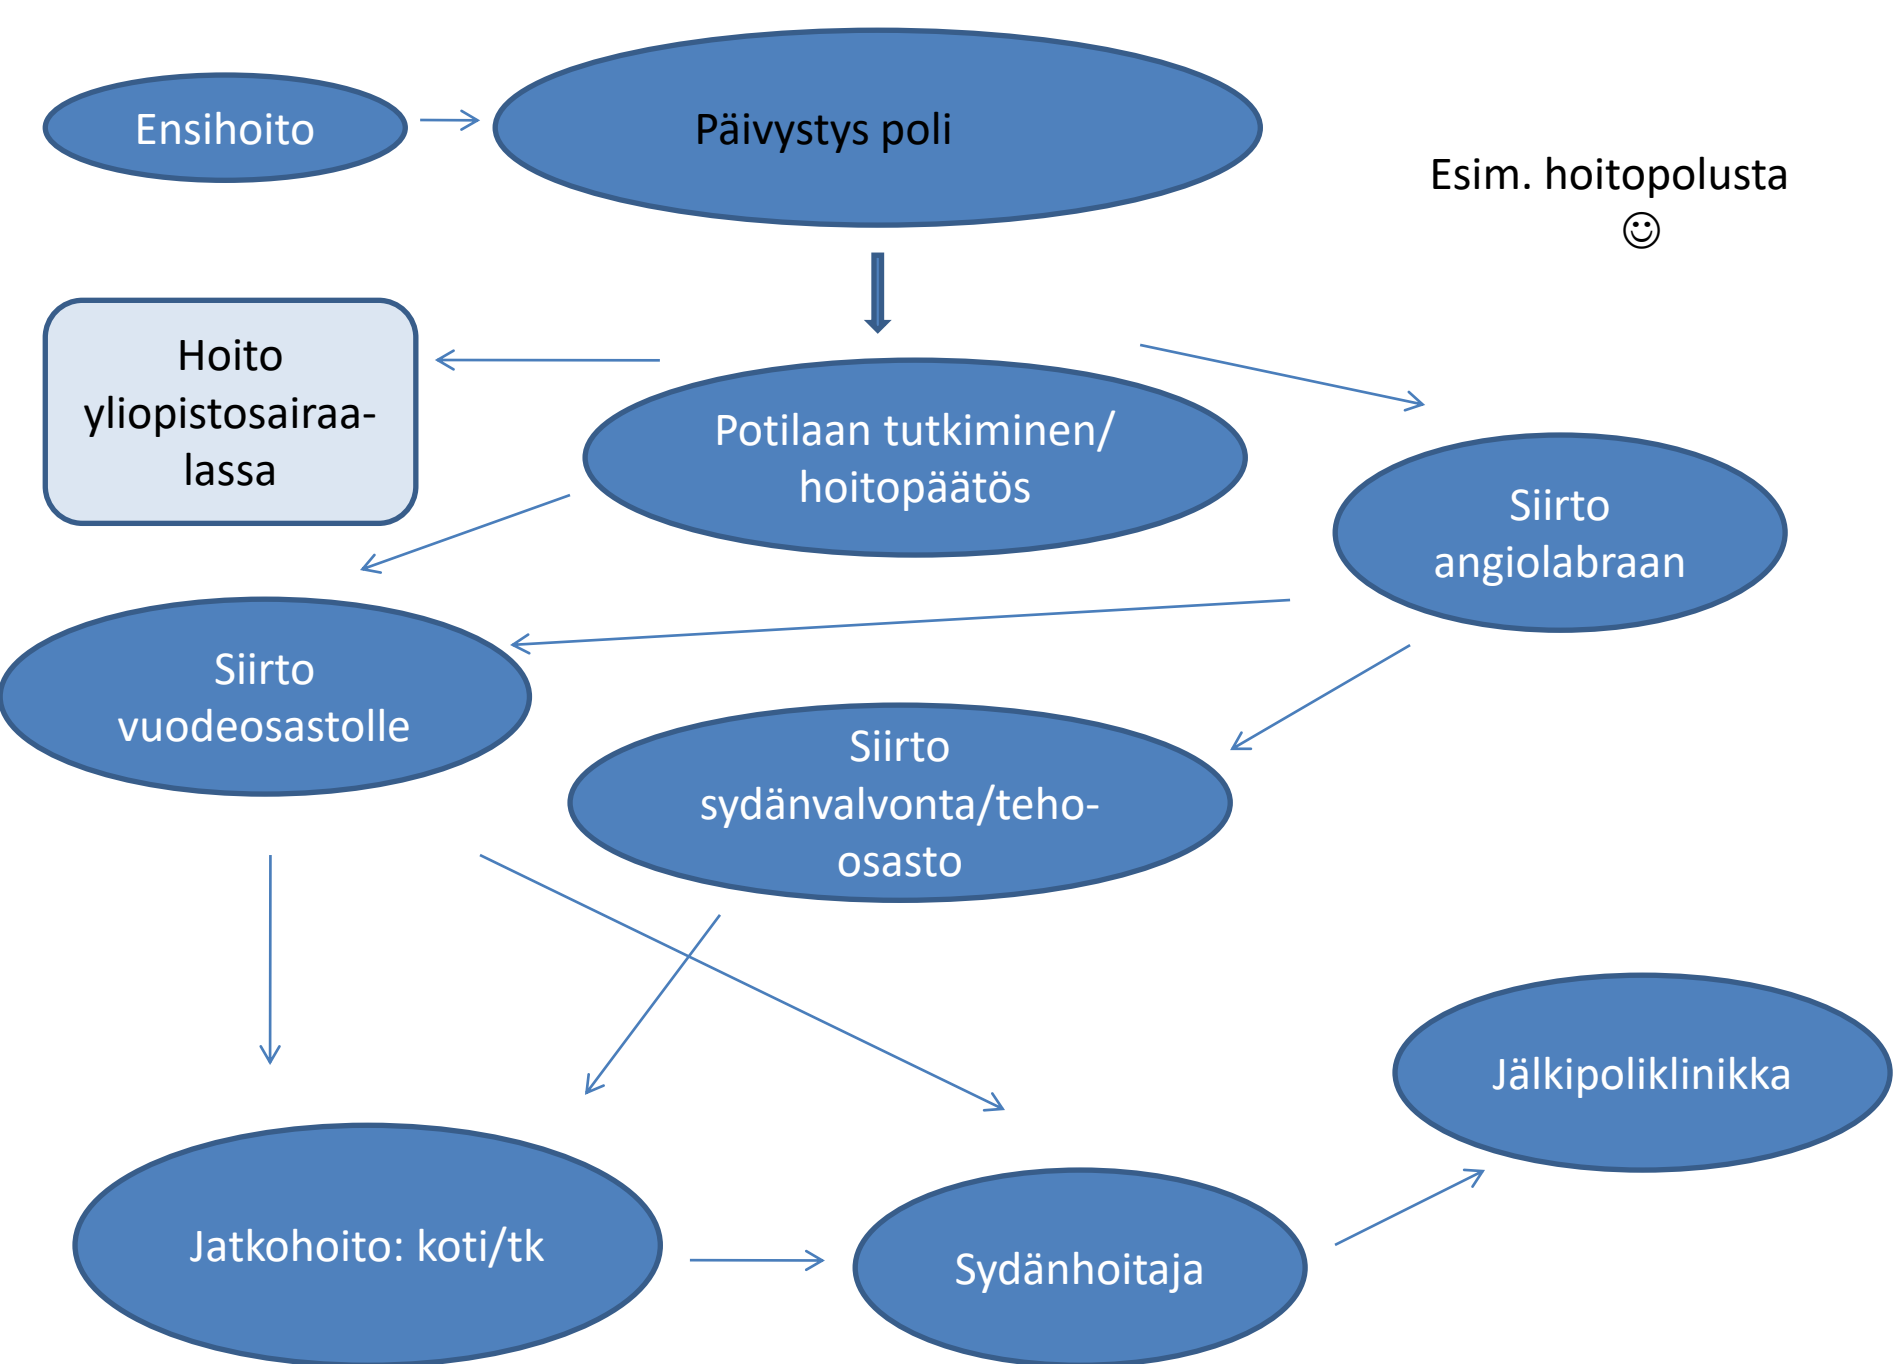 Ensihoito
Päivystys poli
Esim. hoitopolusta
☺
Hoito
yliopistosairaa-
lassa
Potilaan tutkiminen/
hoitopäätös
Siirto
angiolabraan
Siirto
vuodeosastolle
Siirto
sydänvalvonta/teho-
osasto
Jälkipoliklinikka
Jatkohoito: koti/tk
Sydänhoitaja